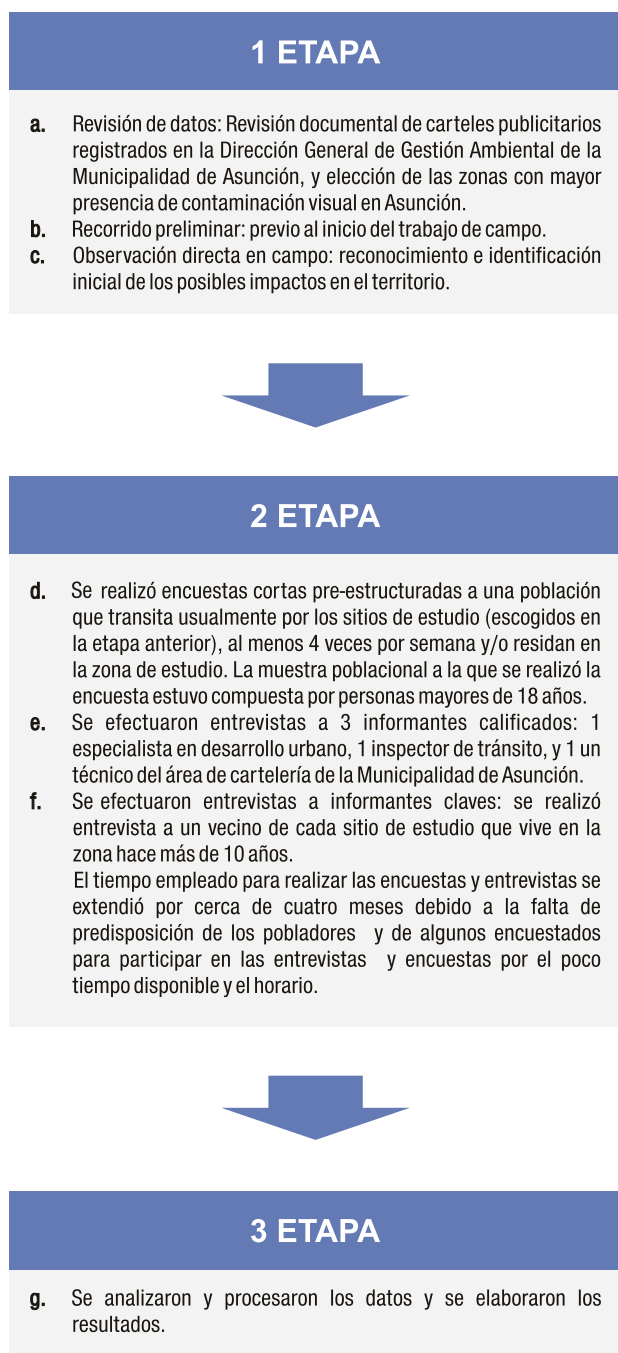 1 ETAPA
a. Revisión de datos: Revisión documental de carteles publicitarios
registrados en la Dirección General de Gestión Ambiental de la
Municipalidad de Asunción, y elección de las zonas con mayor
presencia de contaminación visual en Asunción.
b. Recorrido preliminar: previo al inicio del trabajo de campo.
c. Observación directa en campo: reconocimiento e identificación
inicial de los posibles impactos en el territorio.
2 ETAPA
d. Se realizó encuestas cortas pre-estructuradas a una población
que transita usualmente por los sitios de estudio (escogidos en
la etapa anterior), al menos 4 veces por semana y/o residan en
la zona de estudio. La muestra poblacional a la que se realizó la
encuesta estuvo compuesta por personas mayores de 18 años.
e. Se efectuaron entrevistas a 3 informantes calificados: 1
especialista en desarrollo urbano, 1 inspector de tránsito, y 1 un
técnico del área de cartelería de la Municipalidad de Asunción.
f. Se efectuaron entrevistas a informantes claves: se realizó
entrevista a un vecino de cada sitio de estudio que vive en la
zona hace más de 10 años.
El tiempo empleado para realizar las encuestas y entrevistas se
extendió por cerca de cuatro meses debido a la falta de
predisposición de los pobladores y de algunos encuestados
para participar en las entrevistas y encuestas por el poco
tiempo disponible y el horario.
3 ETAPA
g. Se analizaron y procesaron los datos y se elaboraron los
resultados.